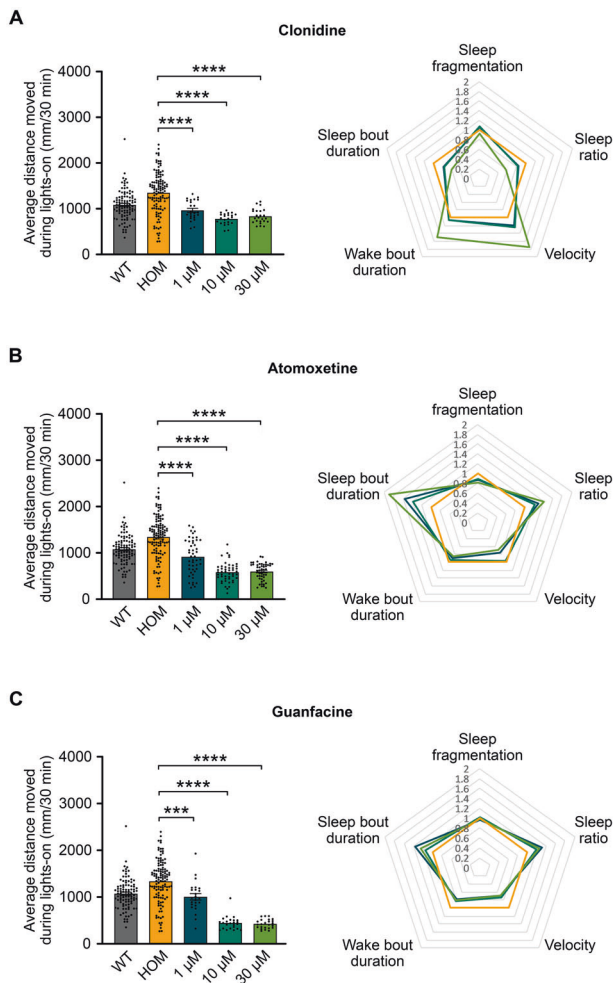 A
Clonidine
Average distance moved
during lights-on (mm/30 min)
4000
3000
2000
1000
0
****
****
****
WT
HOM
1 µM
10 µM
30 µM
Sleep
fragmentation
2
1.8
1.6
1.4
1.2
1
0.8
0.6
0.4
0.2
0
Sleep bout
duration
Sleep
ratio
Wake bout
duration
Velocity
B
Atomoxetine
Average distance moved
during lights-on (mm/30 min)
4000
3000
2000
1000
0
****
****
****
WT
HOM
1 µM
10 µM
30 µM
Sleep
fragmentation
2
1.8
1.6
1.4
1.2
1
0.8
0.6
0.4
0.2
0
Sleep bout
duration
Sleep
ratio
Wake bout
duration
Velocity
C
Guanfacine
Average distance moved
during lights-on (mm/30 min)
4000
3000
2000
1000
0
****
****
***
WT
HOM
1 µM
10 µM
30 µM
Sleep
fragmentation
2
1.8
1.6
1.4
1.2
1
0.8
0.6
0.4
0.2
0
Sleep bout
duration
Sleep
ratio
Wake bout
duration
Velocity